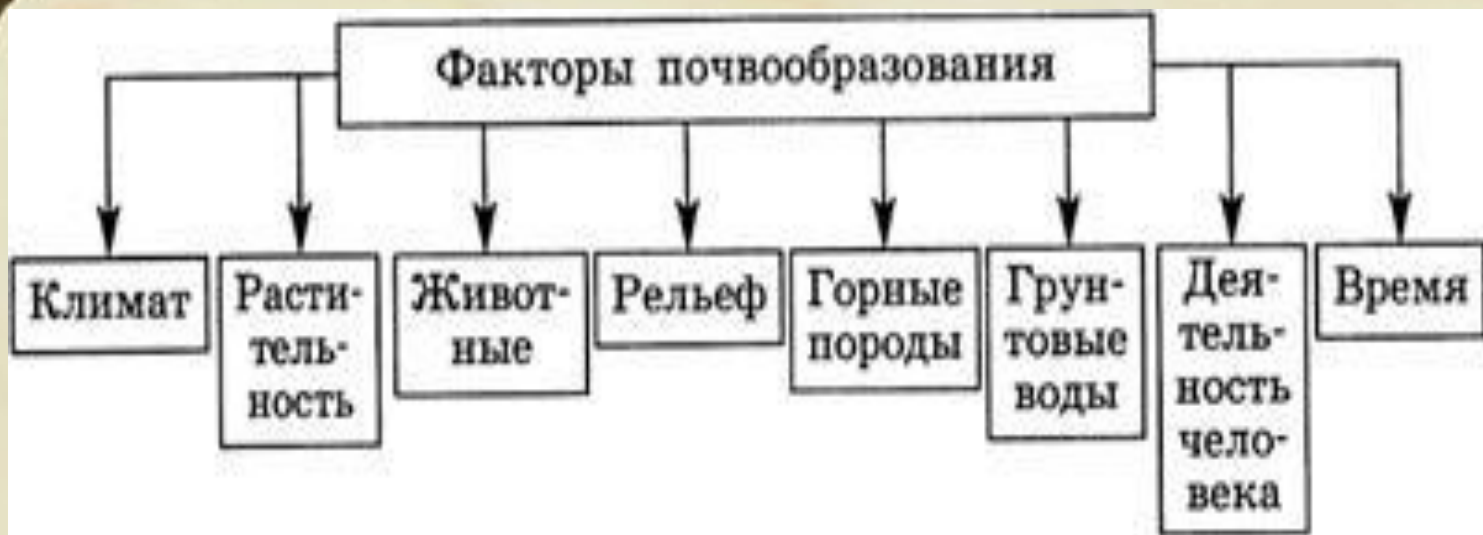 Факторы почвообразования
Климат
Расти-
тель-
ность
Живот-
ные
Рельеф
Горные
породы
Грун-
товые
воды
Дея-
тель-
ность
чело-
века
Время